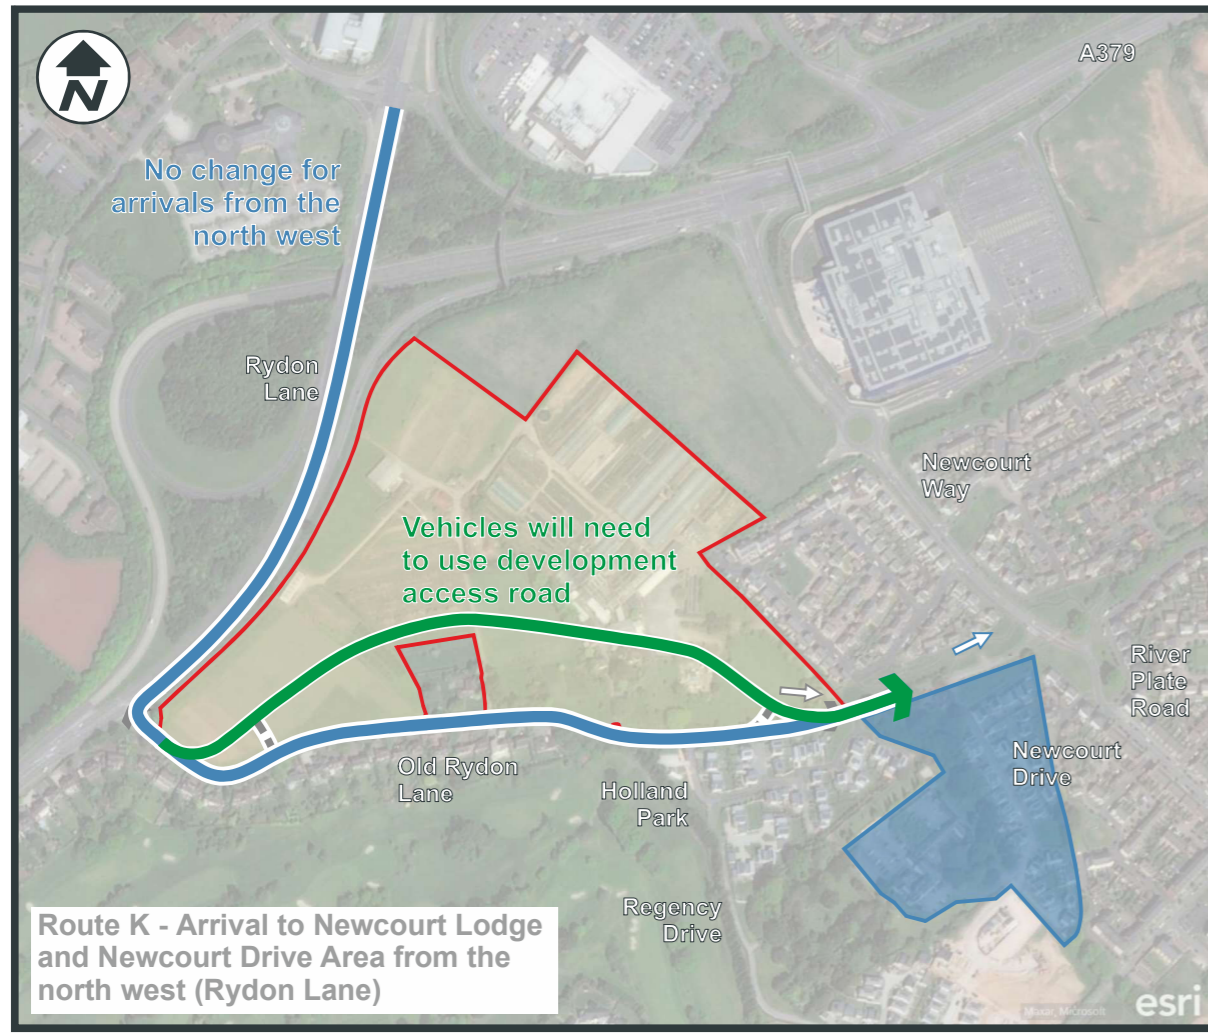 A379
N
No change for
arrivals from the
north west
Rydon
Lane
Newcourt
Way
Vehicles will need
to use development
access road
River
Plate
Road
Newcourt
Drive
Old Rydon
Lane
Holland
Park
Regency
Drive
Route K - Arrival to Newcourt Lodge
and Newcourt Drive Area from the
north west (Rydon Lane)
Maxar, Microsoft
esri